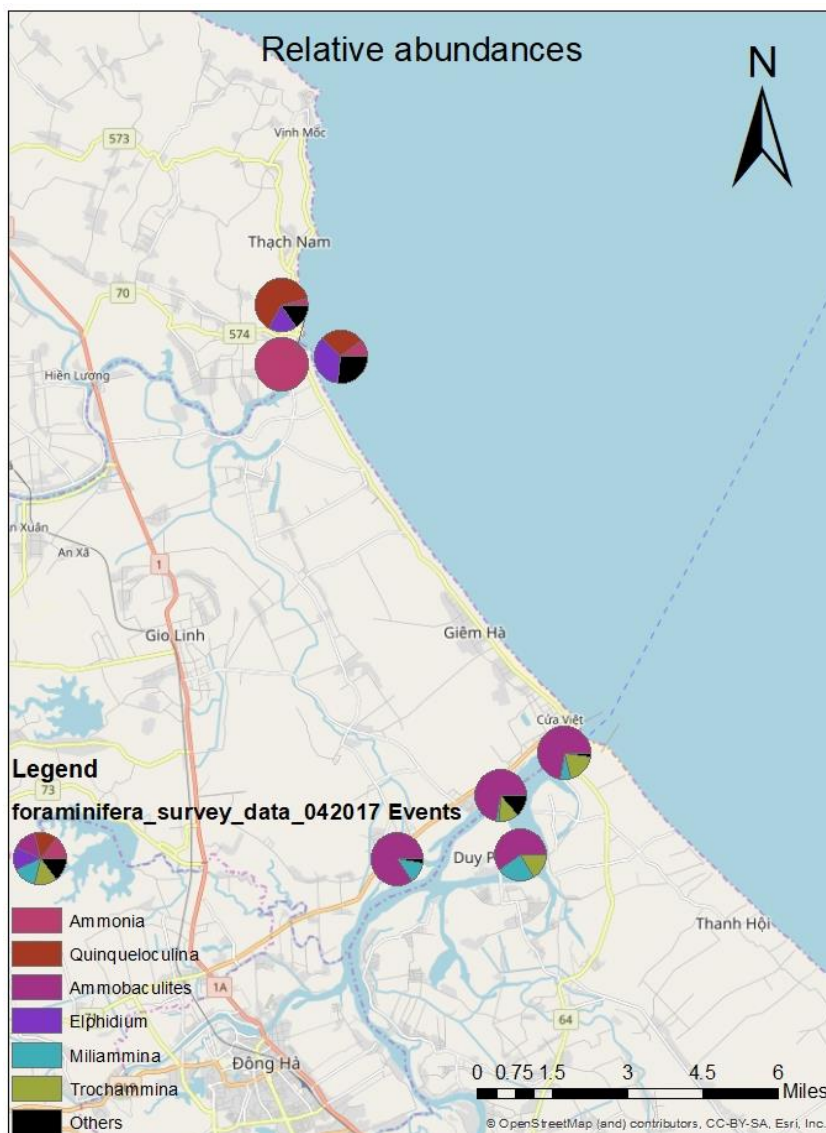 Relative abundances
N
573
Vịnh Mốc
Thạch Nam
70
574
Hiền Lương
n Xuân
An Xá
1
Gio Linh
Giêm Hà
Cửa Việt
Legend
73
foraminifera_survey_data_042017 Events
Duy P
Thanh Hội
Ammonia
Quinqueloculina
Ammobaculites
1A
Elphidium
71
64
Miliammina
Đông Hà
Trochammina
0 0.75 1.5 3 4.5 6
Miles
Others
© OpenStreetMap (and) contributors, CC-BY-SA, Esri, Inc.